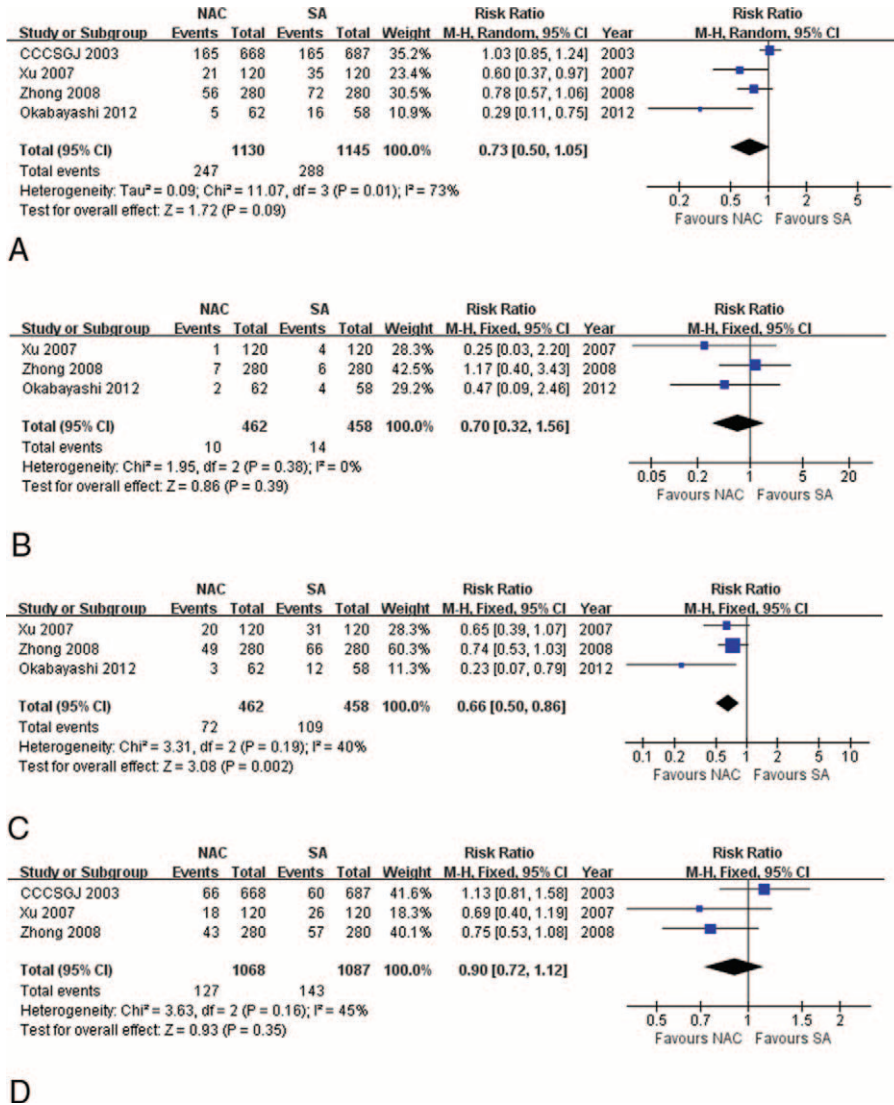 NAC SA Risk Ratio Risk Ratio
Study or Subgroup Events Total Events Total Weight M-H, Random, 95% CI Year M-H, Random, 95% CI
CCCSGJ 2003 165 668 165 687 35.2% 1.03 [0.85, 1.24] 2003
Xu 2007 21 120 35 120 23.4% 0.60 [0.37, 0.97] 2007
Zhong 2008 56 280 72 280 30.5% 0.78 [0.57, 1.06] 2008
Okabayashi 2012 5 62 16 58 10.9% 0.29 [0.11, 0.75] 2012
Total (95% CI) 1130 1145 100.0% 0.73 [0.50, 1.05]
Total events 247 288
Heterogeneity: Tau² = 0.09; Chi² = 11.07, df = 3 (P = 0.01); I² = 73%
Test for overall effect: Z = 1.72 (P = 0.09)
0.2 0.5 1 2 5
Favours NAC Favours SA
A
NAC SA Risk Ratio Risk Ratio
Study or Subgroup Events Total Events Total Weight M-H, Fixed, 95% CI Year M-H, Fixed, 95% CI
Xu 2007 1 120 4 120 28.3% 0.25 [0.03, 2.20] 2007
Zhong 2008 7 280 6 280 42.5% 1.17 [0.40, 3.43] 2008
Okabayashi 2012 2 62 4 58 29.2% 0.47 [0.09, 2.46] 2012
Total (95% CI) 462 458 100.0% 0.70 [0.32, 1.56]
Total events 10 14
Heterogeneity: Chi² = 1.95, df = 2 (P = 0.38); I² = 0%
Test for overall effect: Z = 0.86 (P = 0.39)
0.05 0.2 1 5 20
Favours NAC Favours SA
B
NAC SA Risk Ratio Risk Ratio
Study or Subgroup Events Total Events Total Weight M-H, Fixed, 95% CI Year M-H, Fixed, 95% CI
Xu 2007 20 120 31 120 28.3% 0.65 [0.39, 1.07] 2007
Zhong 2008 49 280 66 280 60.3% 0.74 [0.53, 1.03] 2008
Okabayashi 2012 3 62 12 58 11.3% 0.23 [0.07, 0.79] 2012
Total (95% CI) 462 458 100.0% 0.66 [0.50, 0.86]
Total events 72 109
Heterogeneity: Chi² = 3.31, df = 2 (P = 0.19); I² = 40%
Test for overall effect: Z = 3.08 (P = 0.002)
0.1 0.2 0.5 1 2 5 10
Favours NAC Favours SA
C
NAC SA Risk Ratio Risk Ratio
Study or Subgroup Events Total Events Total Weight M-H, Fixed, 95% CI Year M-H, Fixed, 95% CI
CCCSGJ 2003 66 668 60 687 41.6% 1.13 [0.81, 1.58] 2003
Xu 2007 18 120 26 120 18.3% 0.69 [0.40, 1.19] 2007
Zhong 2008 43 280 57 280 40.1% 0.75 [0.53, 1.08] 2008
Total (95% CI) 1068 1087 100.0% 0.90 [0.72, 1.12]
Total events 127 143
Heterogeneity: Chi² = 3.63, df = 2 (P = 0.16); I² = 45%
Test for overall effect: Z = 0.93 (P = 0.35)
0.5 0.7 1 1.5 2
Favours NAC Favours SA
D